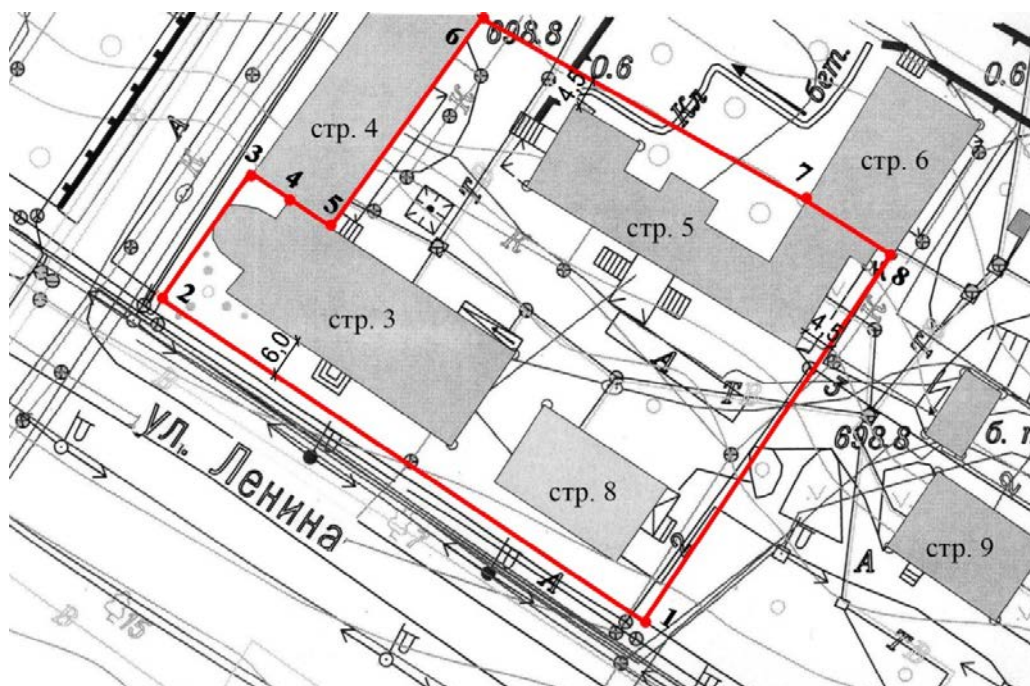 6
698.8
4,5
0.6
Кл
бет.
0.6
А
К
Н
3
стр. 4
4
5
Т
К
7
стр. 6
стр. 5
К
8
К
2
стр. 3
6,0
А
Т
4,5
З
Т
698.8
б. г
ул. Ленина
стр. 8
2
стр. 9
А
А
1
В
15
Т